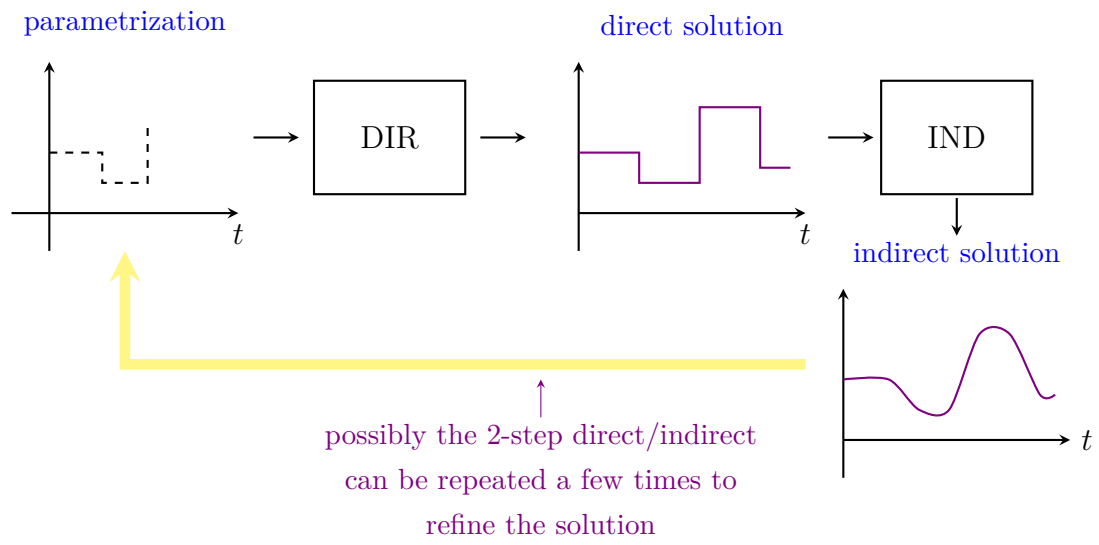 parametrization
direct solution
DIR
IND
t
t
indirect solution
t
possibly the 2-step direct/indirect
can be repeated a few times to
refine the solution